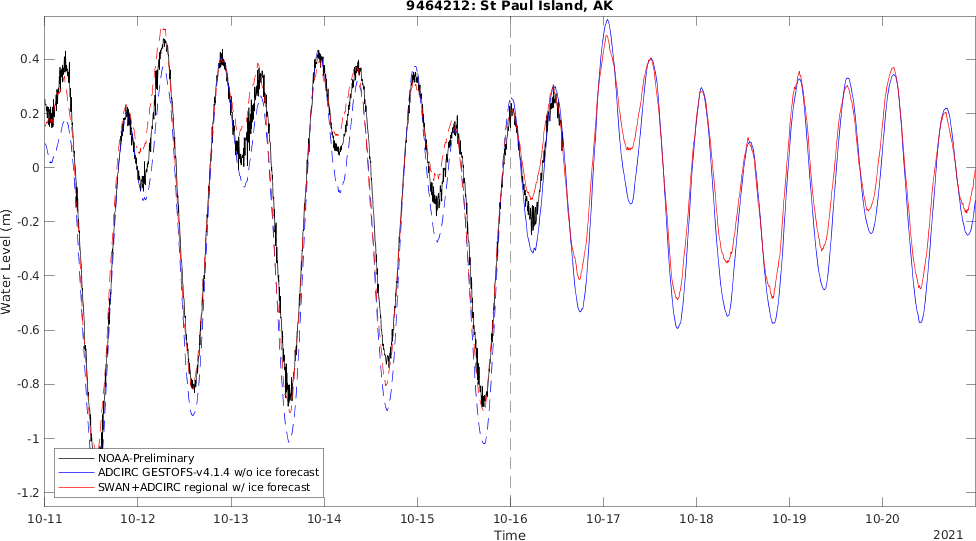 9464212: St Paul Island, AK
0.4
0.2
0
-0.2
-0.4
-0.6
-0.8
-1
-1.2
Water Level (m)
NOAA-Preliminary
ADCIRC GESTOFS-v4.1.4 w/o ice forecast
SWAN+ADCIRC regional w/ ice forecast
10-11 10-12 10-13 10-14 10-15 10-16 10-17 10-18 10-19 10-20
Time
2021